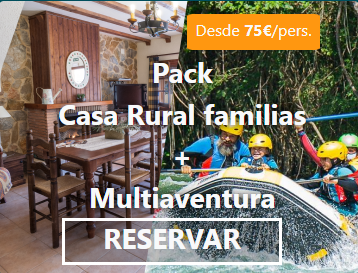 Desde 75€/pers.
Pack
Casa Rural familias
+
Multiaventura
RESERVAR